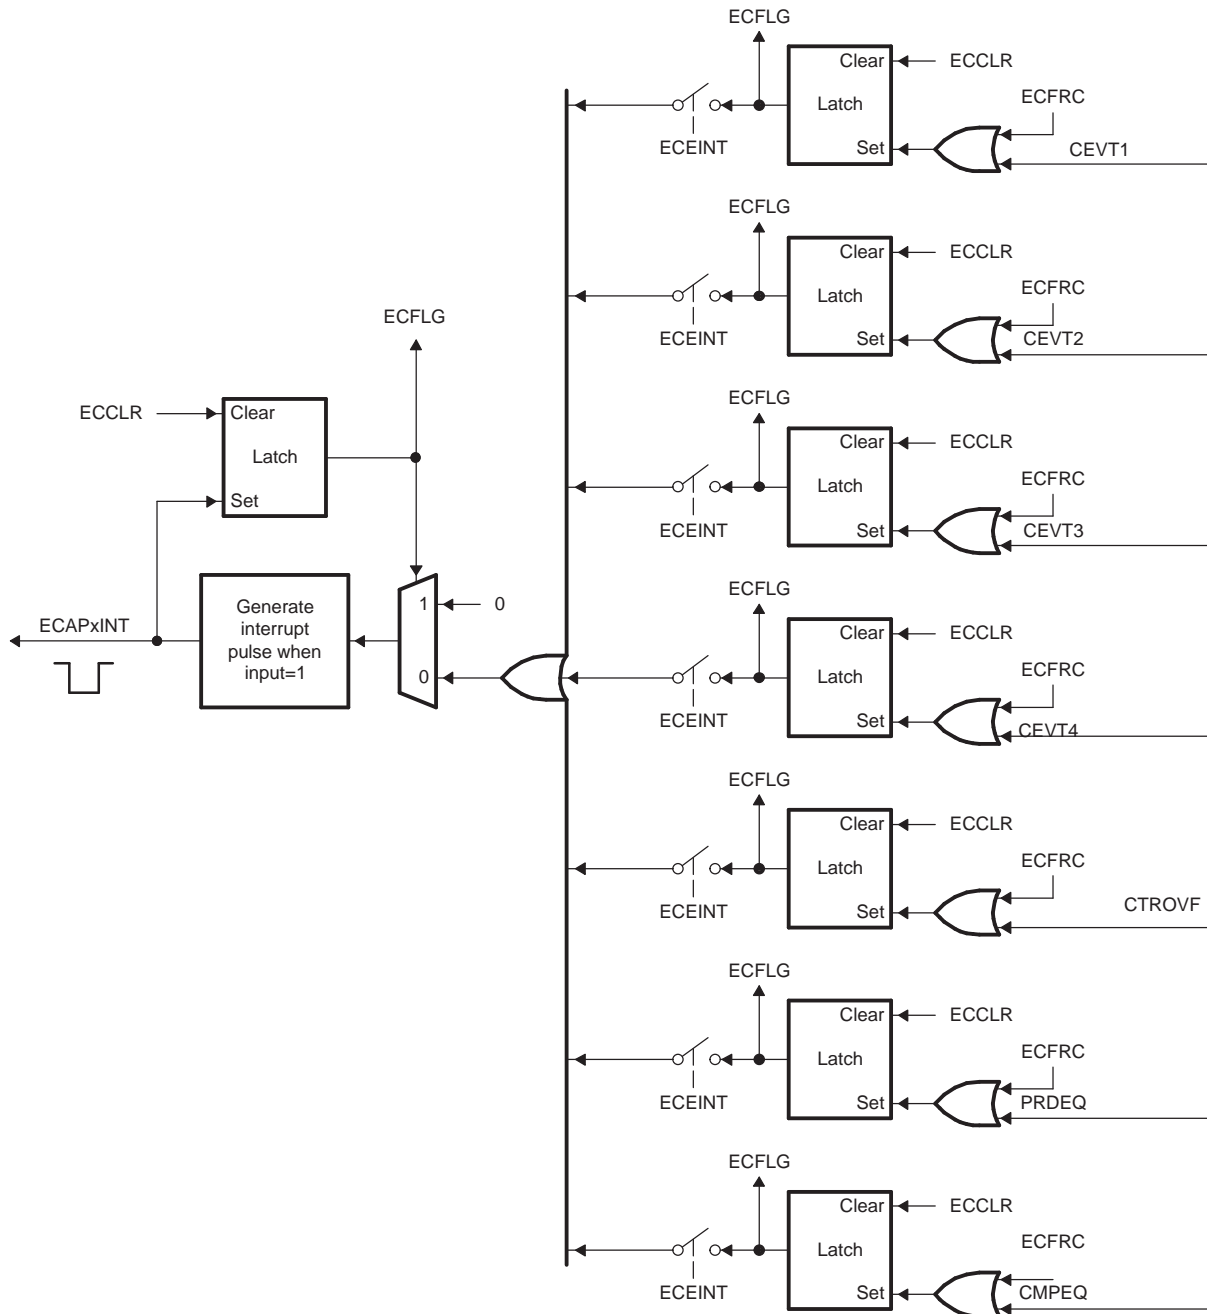 ECFLG
Clear
ECCLR
Latch
ECFRC
ECEINT
Set
CEVT1
ECFLG
Clear
ECCLR
Latch
ECFRC
ECEINT
Set
CEVT2
ECFLG
ECCLR
Clear
Latch
Set
ECFLG
Clear
ECCLR
Latch
ECFRC
ECEINT
Set
CEVT3
ECAPxINT
Generate
interrupt
pulse when
input=1
1
0
0
ECFLG
Clear
ECCLR
Latch
ECFRC
ECEINT
Set
CEVT4
ECFLG
Clear
ECCLR
Latch
ECFRC
ECEINT
Set
CTROVF
ECFLG
Clear
ECCLR
Latch
ECFRC
ECEINT
Set
PRDEQ
ECFLG
Clear
ECCLR
Latch
ECFRC
ECEINT
Set
CMPEQ